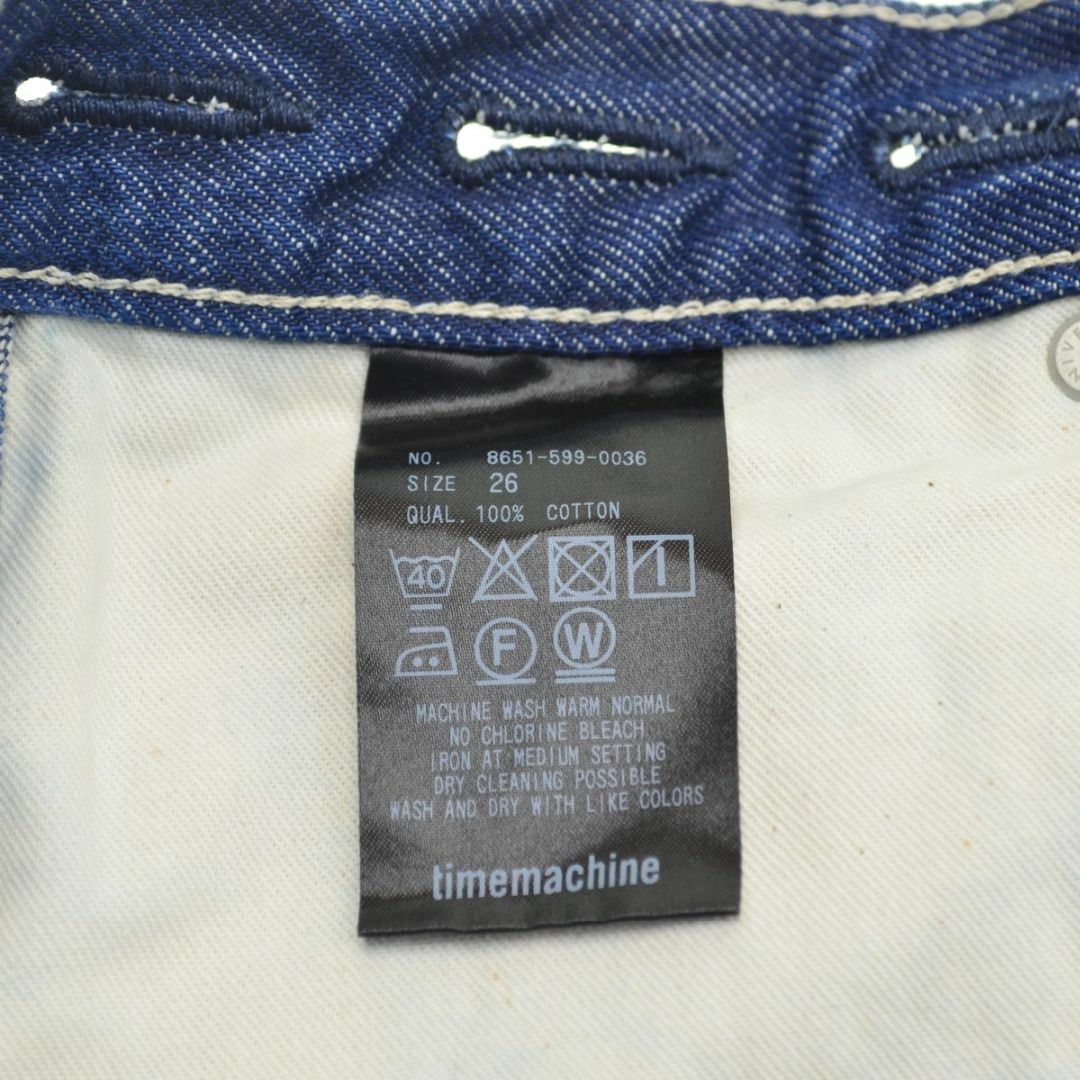 NO. 8651-599-0036
SIZE 26
QUAL. 100% COTTON
40
F W
MACHINE WASH WARM NORMAL
NO CHLORINE BLEACH
IRON AT MEDIUM SETTING
DRY CLEANING POSSIBLE
WASH AND DRY WITH LIKE COLORS
timemachine